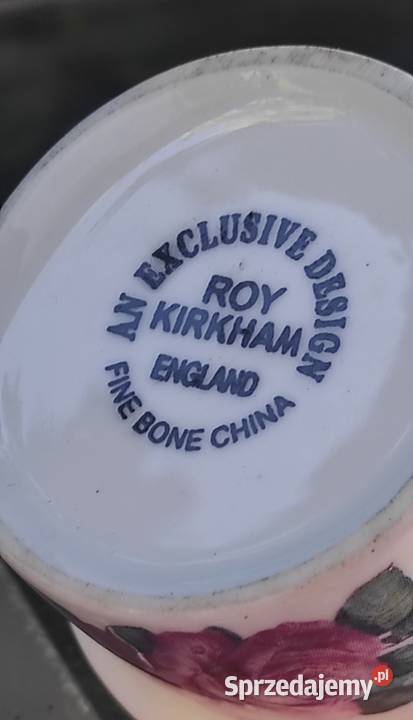 AN EXCLUSIVE DESIGN
ROY
KIRKHAM
ENGLAND
FINE BONE CHINA
Sprzedajemy.pl